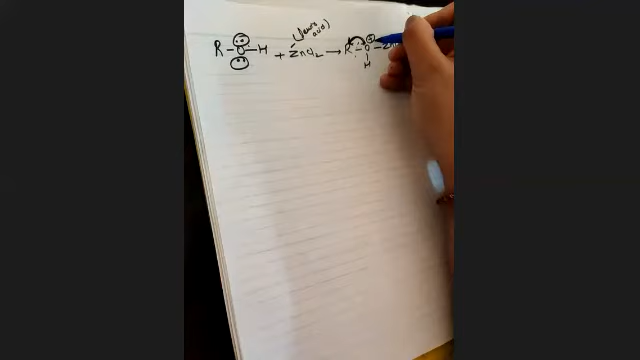 (Lewis acid)
R-O-H + ZnCl2 → R-O-Zn
⊕
H